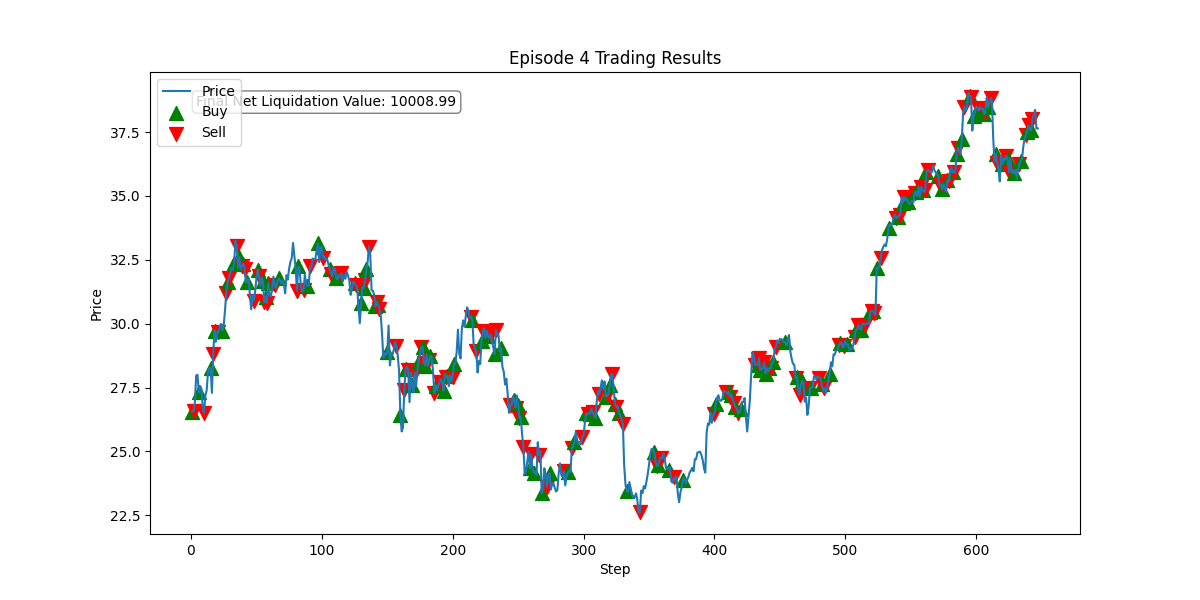 Episode 4 Trading Results
Final Net Liquidation Value: 10008.99
Price
Buy
Sell
37.5
35.0
32.5
30.0
27.5
25.0
22.5
Price
0 100 200 300 400 500 600
Step